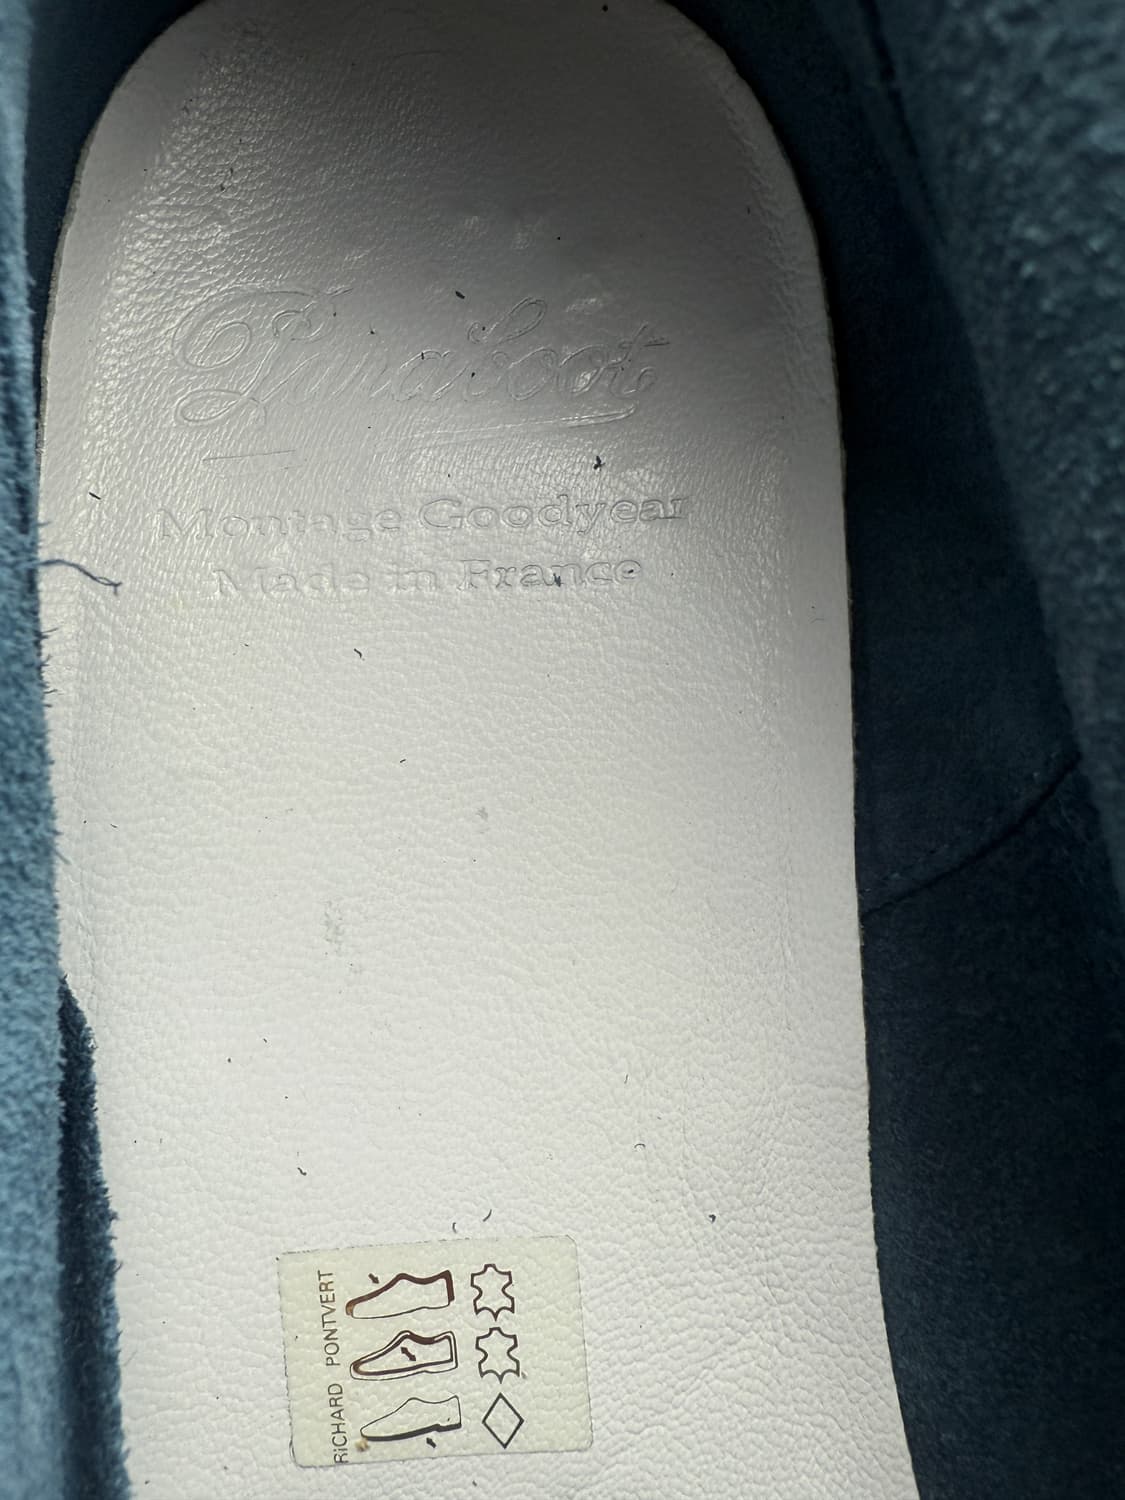 Paraboot
Montage Goodyear
Made in France
RiCHARD PONTVERT